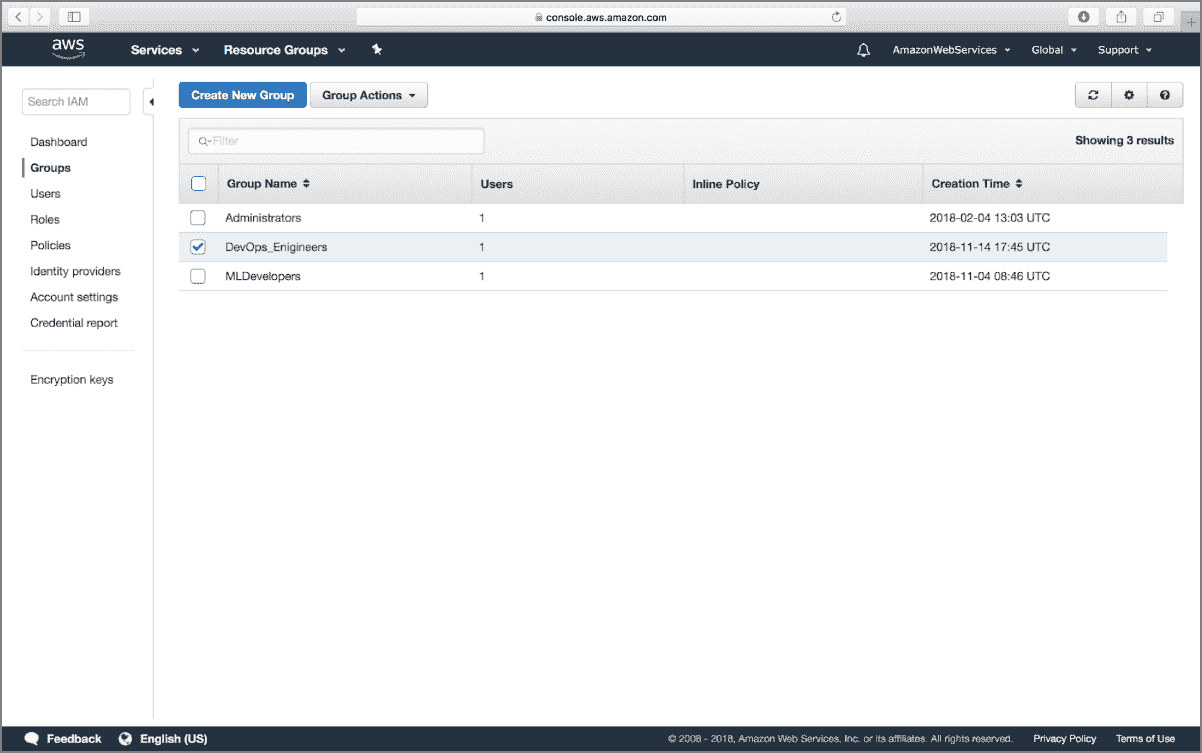 console.aws.amazon.com
aws Services Resource Groups AmazonWebServices Global Support
Search IAM
Dashboard
Groups
Users
Roles
Policies
Identity providers
Account settings
Credential report
Encryption keys
Create New Group Group Actions
Filter Showing 3 results
Group Name Users Inline Policy Creation Time
Administrators 1 2018-02-04 13:03 UTC
DevOps_Enigineers 1 2018-11-14 17:45 UTC
MLDevelopers 1 2018-11-04 08:46 UTC
Feedback English (US) © 2008 - 2018, Amazon Web Services, Inc. or its affiliates. All rights reserved. Privacy Policy Terms of Use